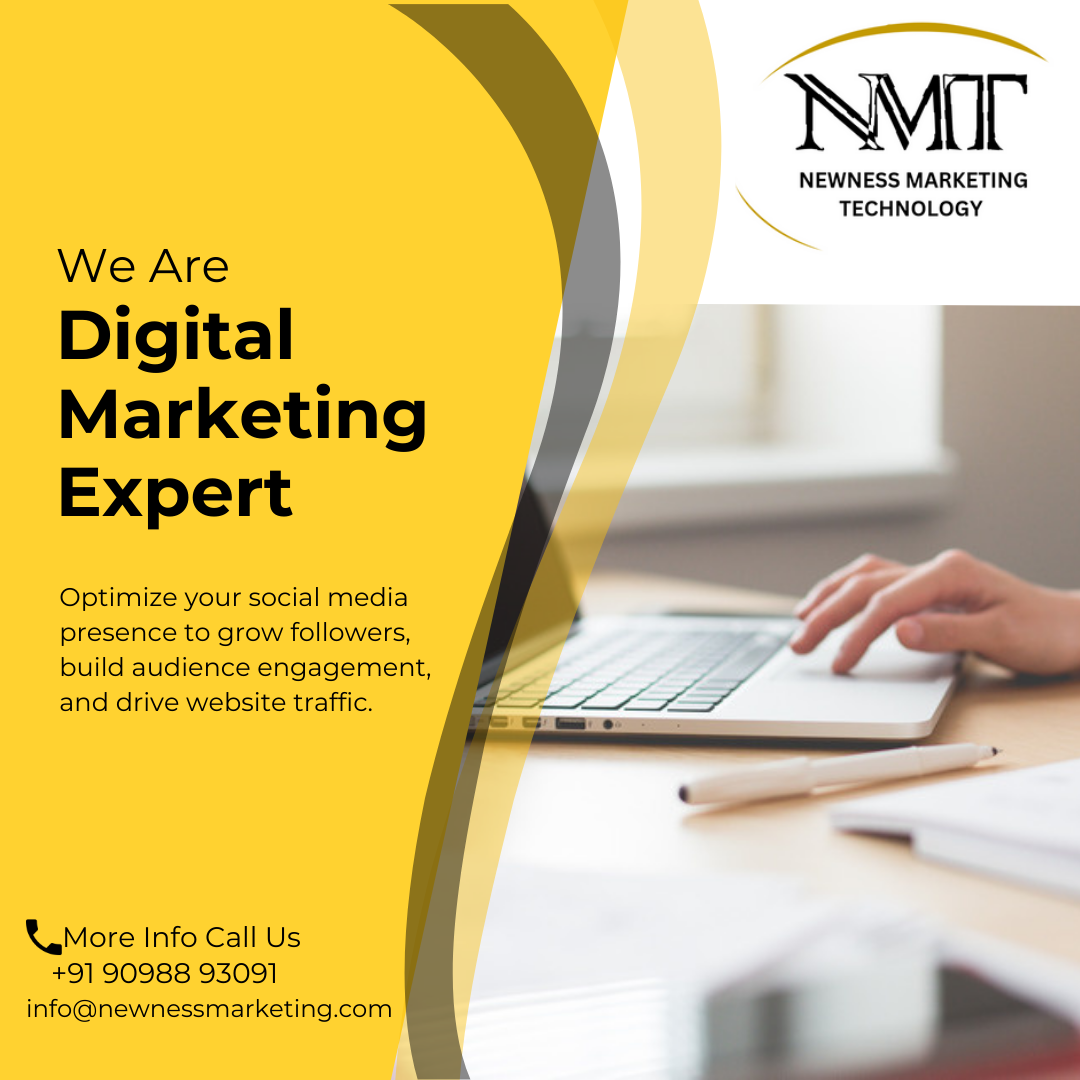 NMT
NEWNESS MARKETING
TECHNOLOGY
We Are
Digital
Marketing
Expert
Optimize your social media
presence to grow followers,
build audience engagement,
and drive website traffic.
More Info Call Us
+91 90988 93091
info@newnessmarketing.com